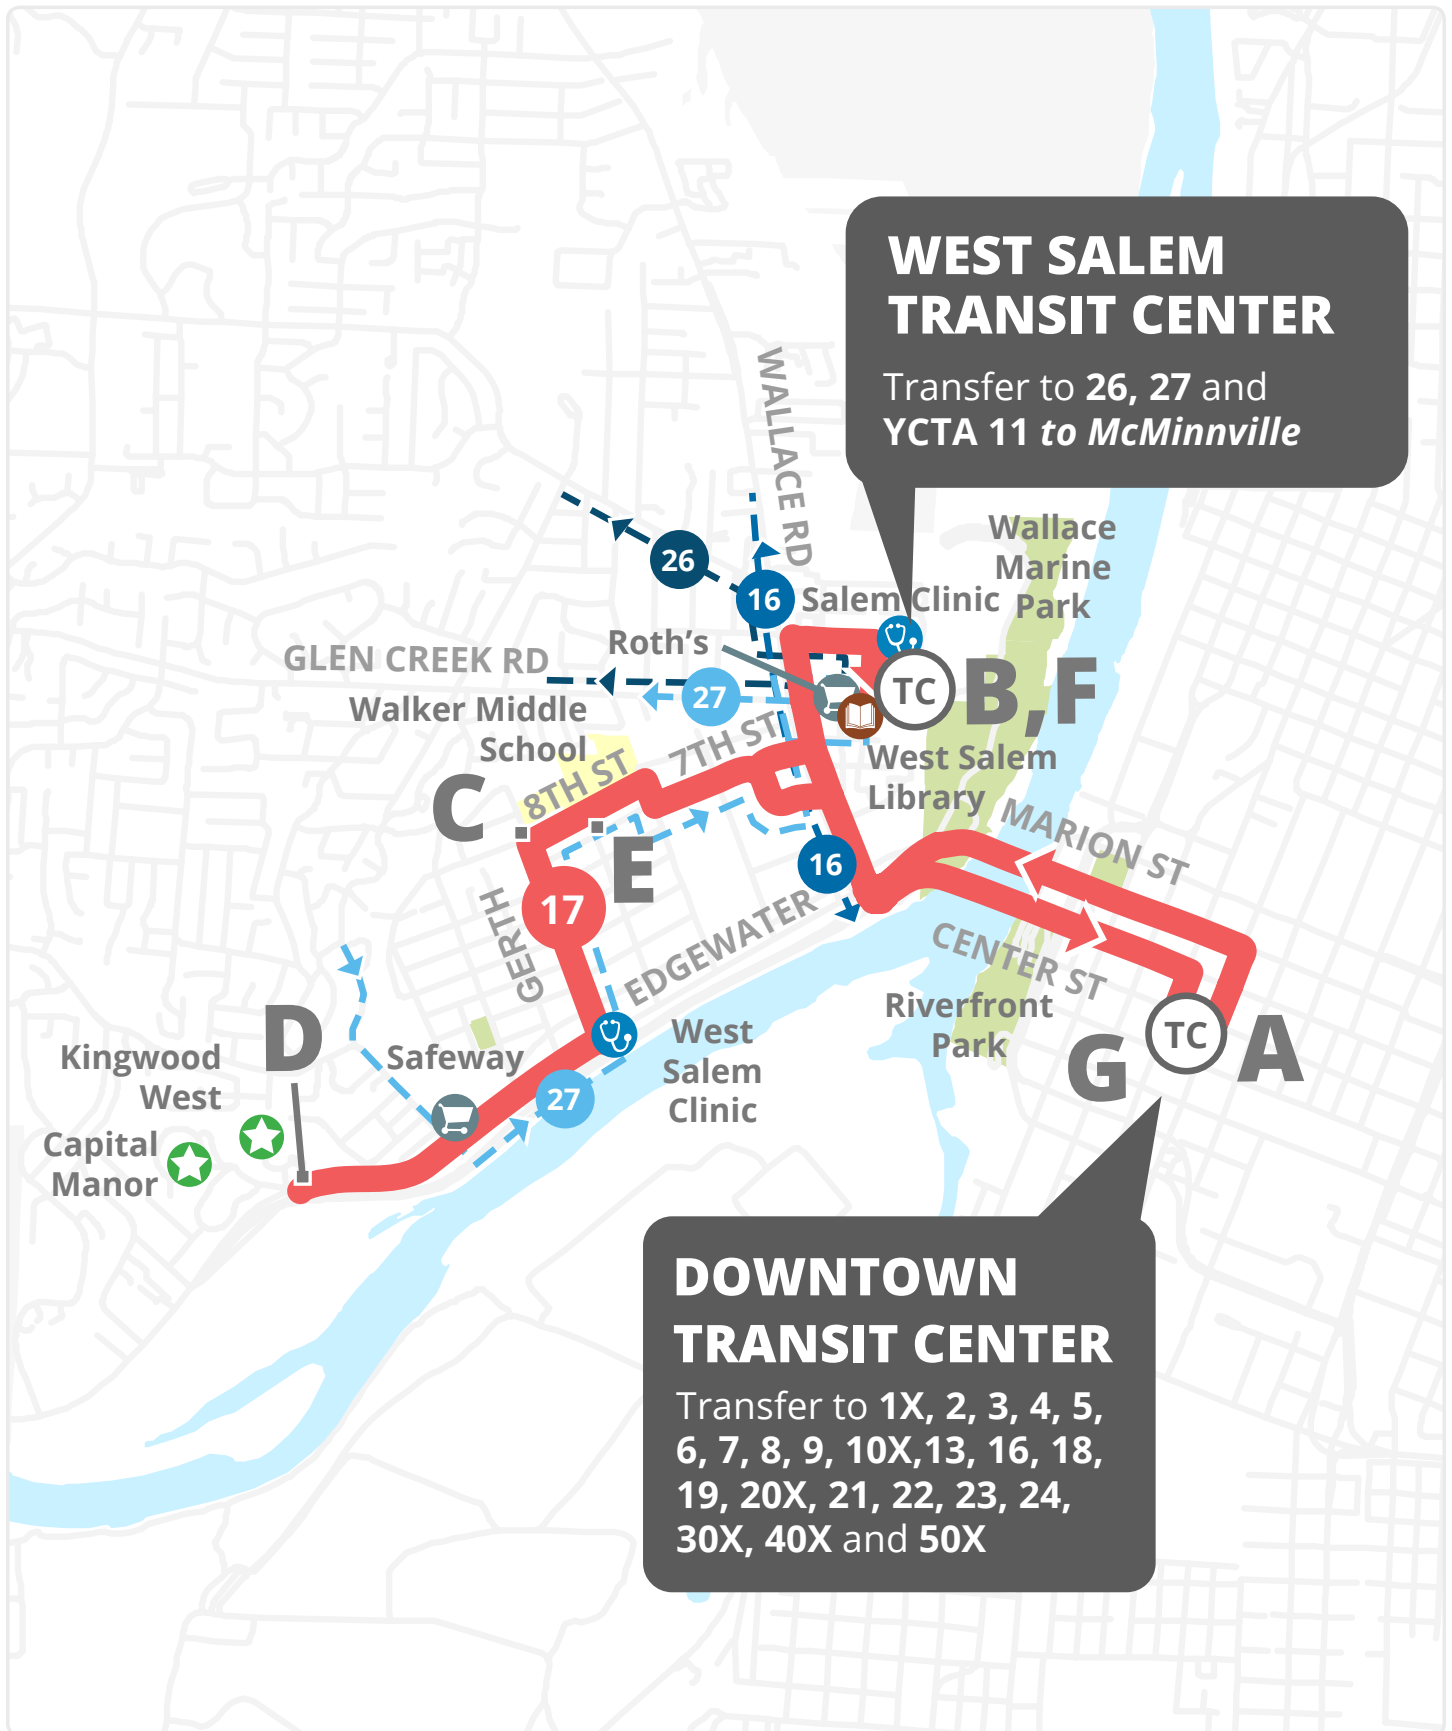 WEST SALEM
TRANSIT CENTER
Transfer to 26, 27 and
YCTA 11 to McMinnville
WALLACE RD
Wallace
Marine
Park
26
16
Salem Clinic
Roth's
GLEN CREEK RD
TC
B,F
27
Walker Middle
School
7TH ST
West Salem
Library
8TH ST
C
E
MARION ST
16
17
GERTH
EDGEWATER
CENTER ST
Riverfront
Park
TC
G
A
D
Kingwood
West
Safeway
West
Salem
Clinic
27
Capital
Manor
DOWNTOWN
TRANSIT CENTER
Transfer to 1X, 2, 3, 4, 5,
6, 7, 8, 9, 10X,13, 16, 18,
19, 20X, 21, 22, 23, 24,
30X, 40X and 50X